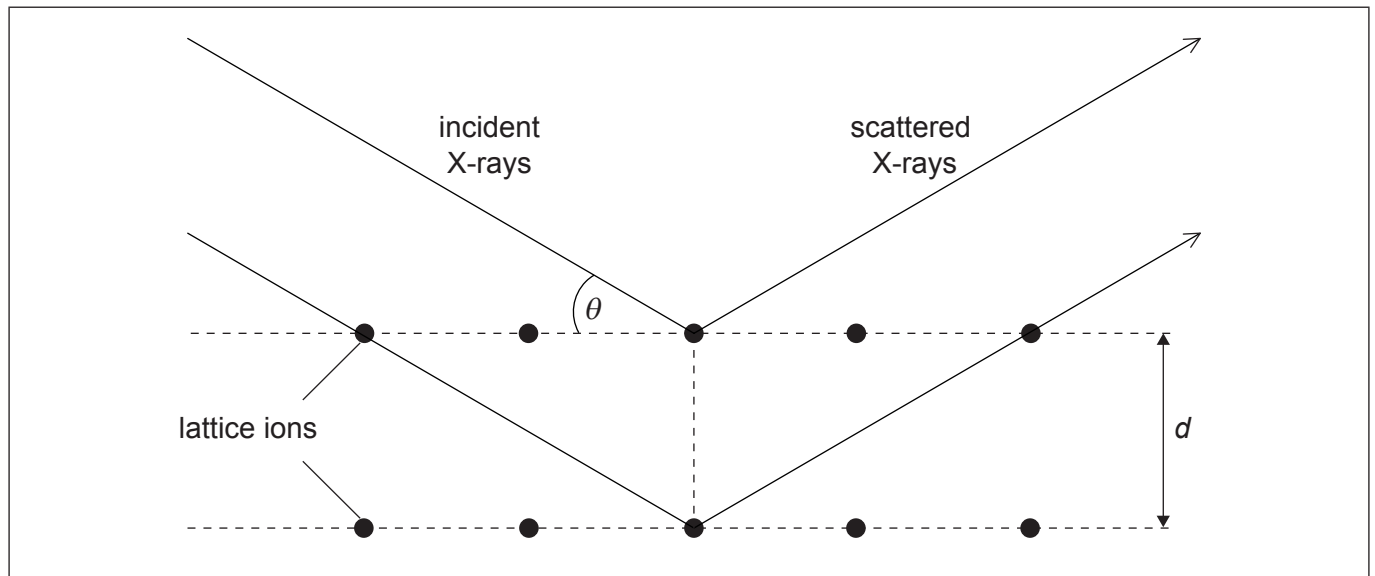 incident
X-rays
scattered
X-rays
θ
lattice ions
d